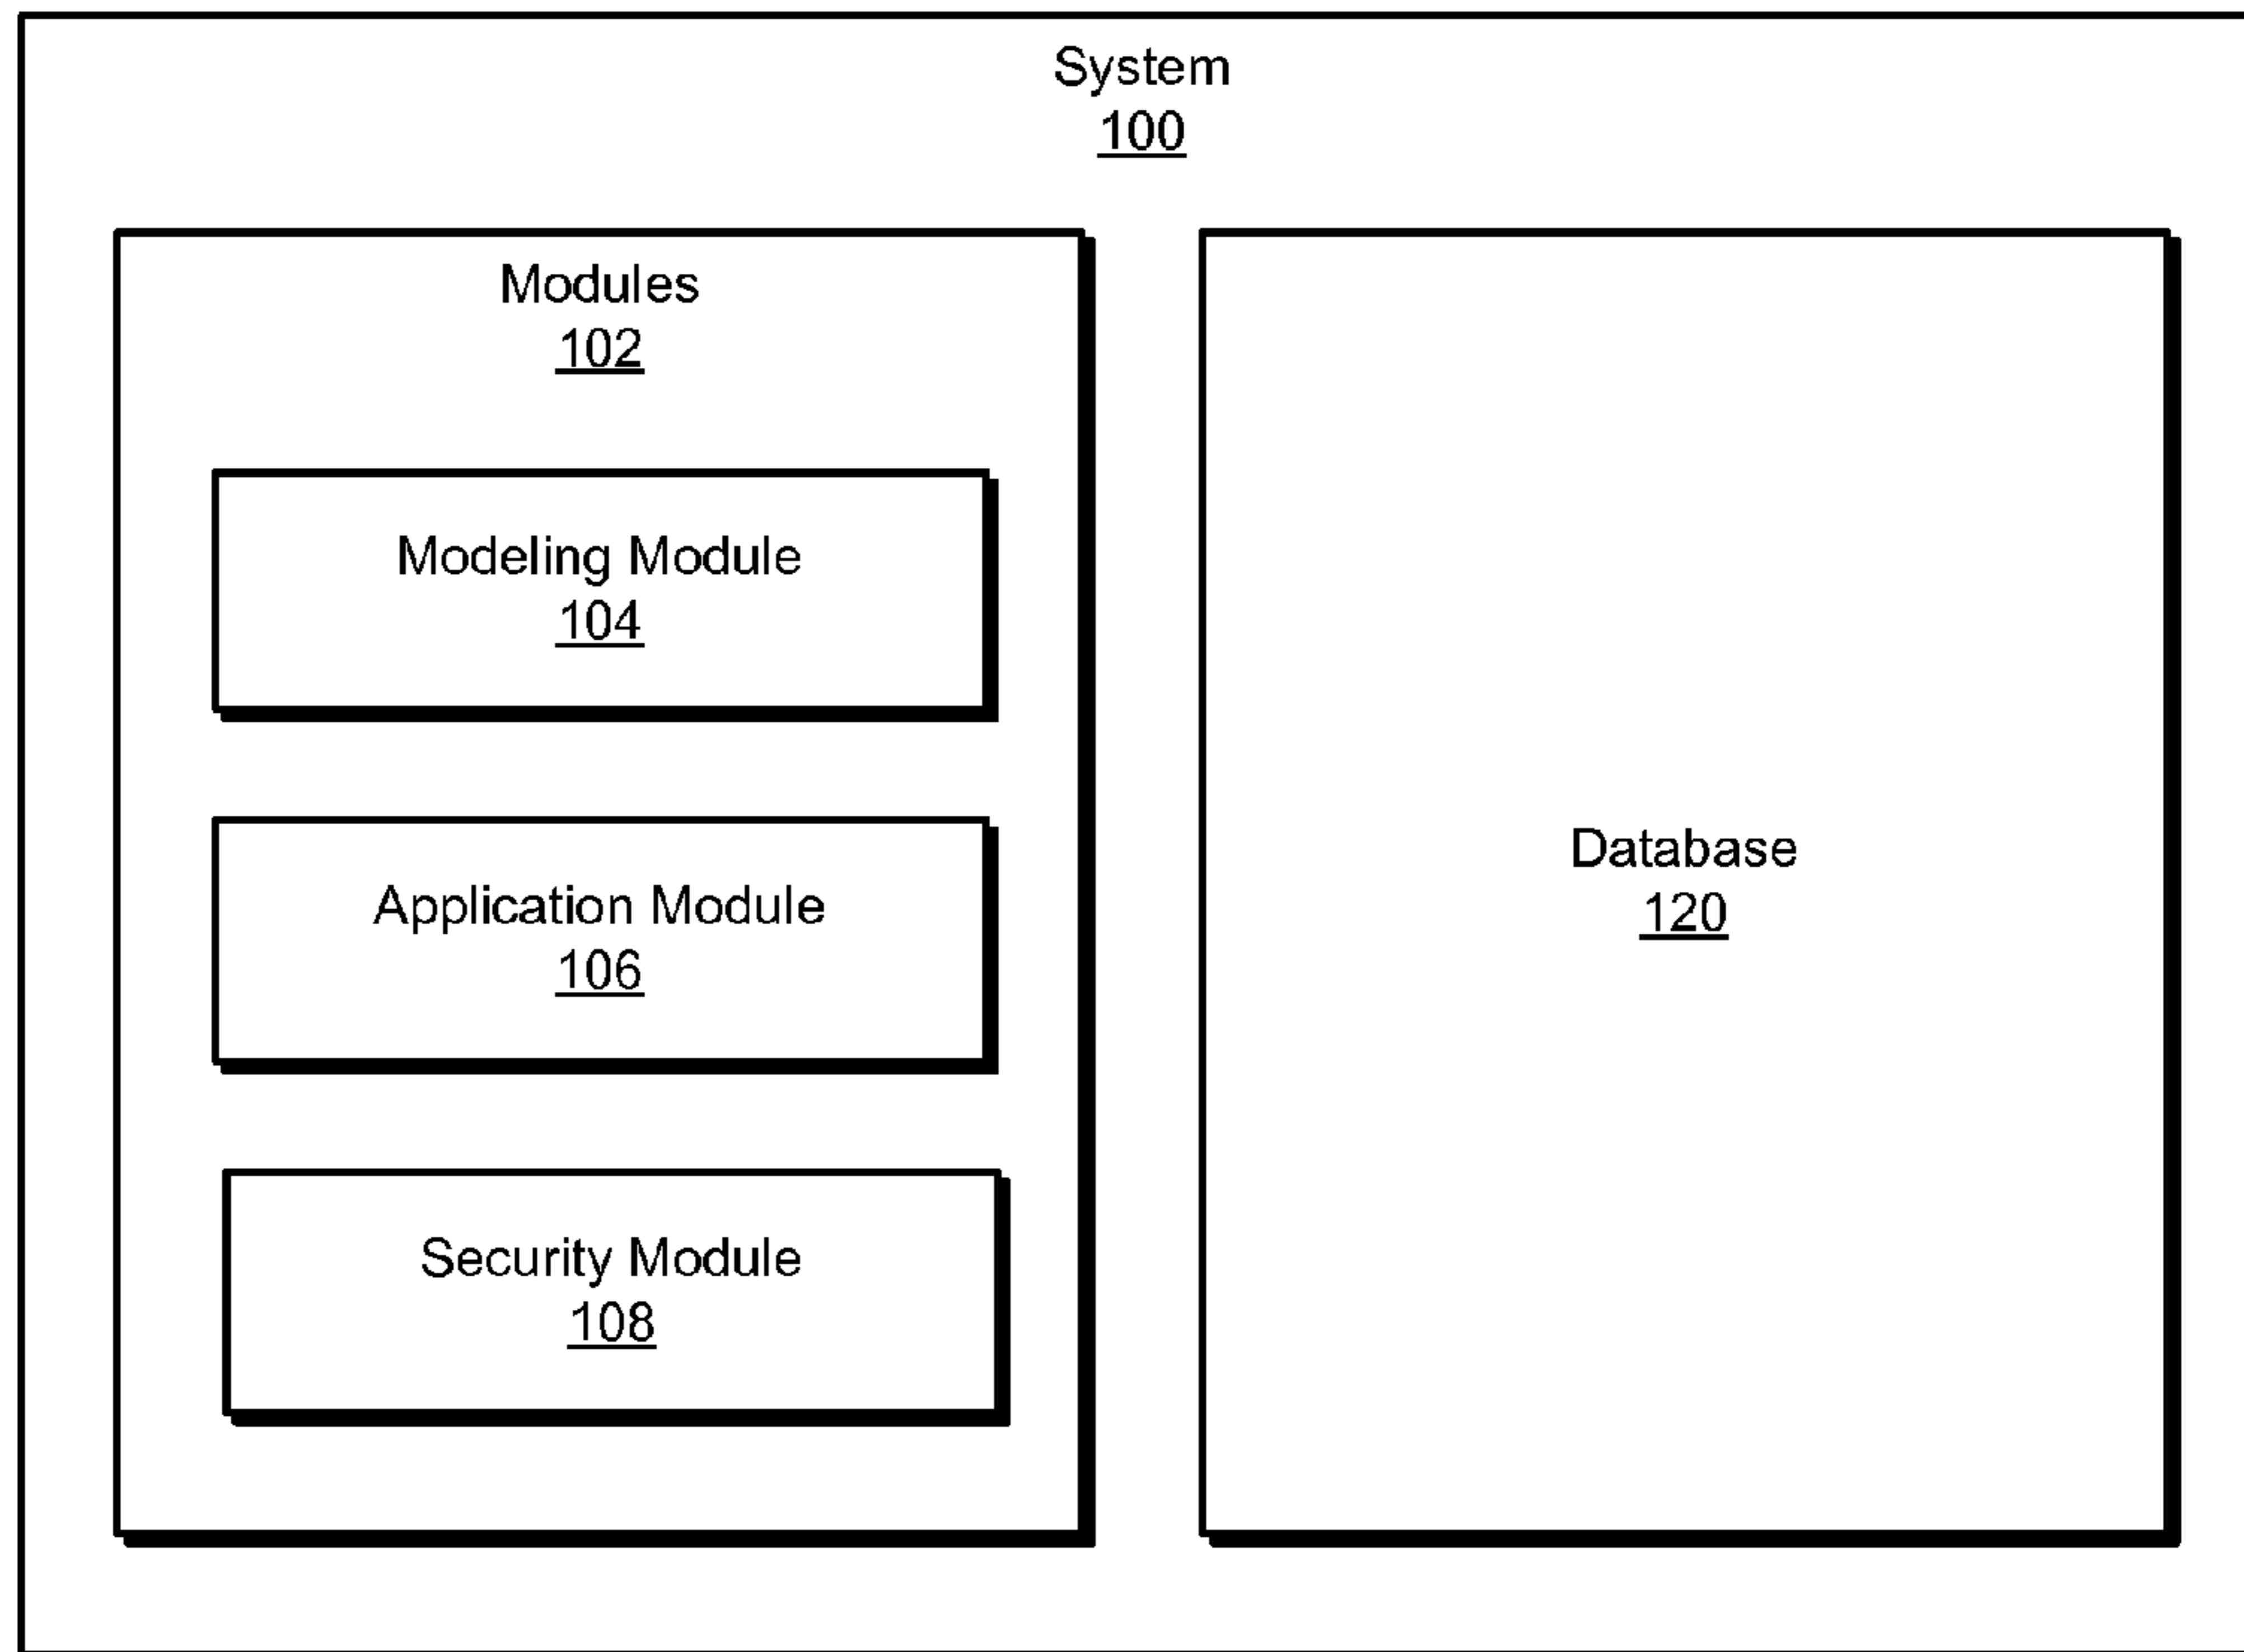 System
100
Modules
102
Modeling Module
104
Application Module
106
Security Module
108
Database
120